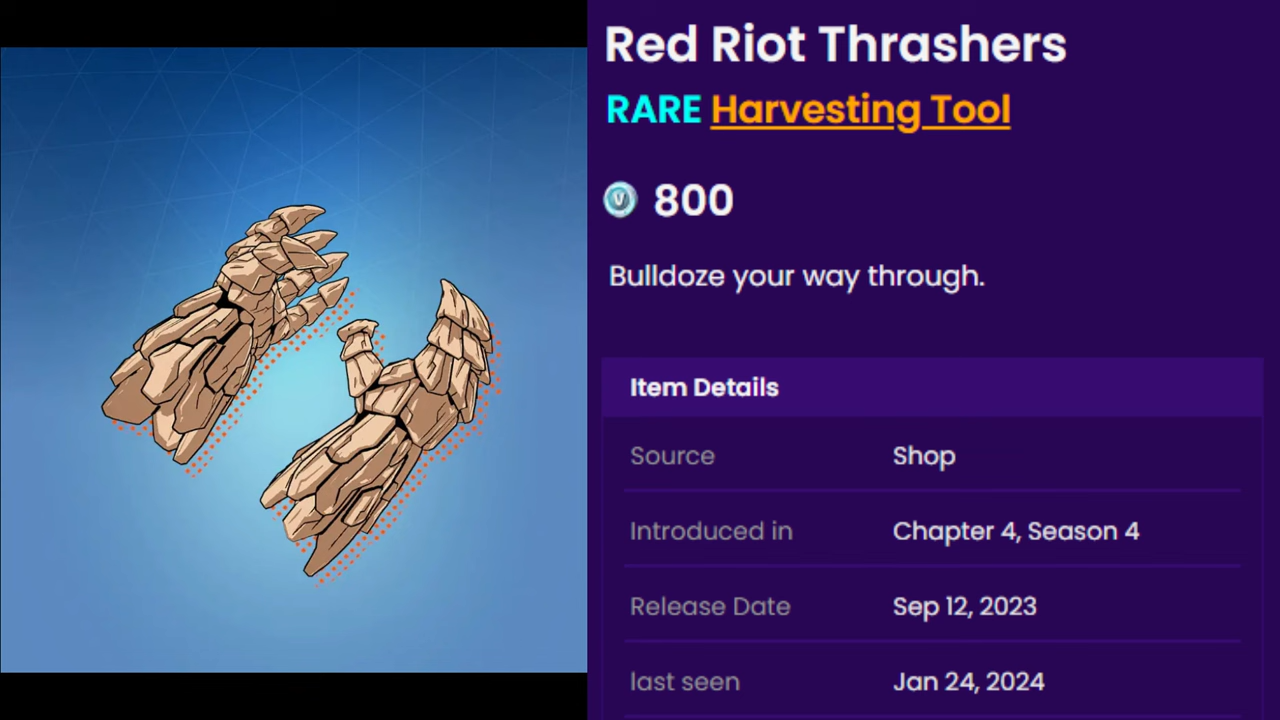 Red Riot Thrashers
RARE Harvesting Tool
V 800
Bulldoze your way through.
Item Details
Source Shop
Introduced in Chapter 4, Season 4
Release Date Sep 12, 2023
last seen Jan 24, 2024